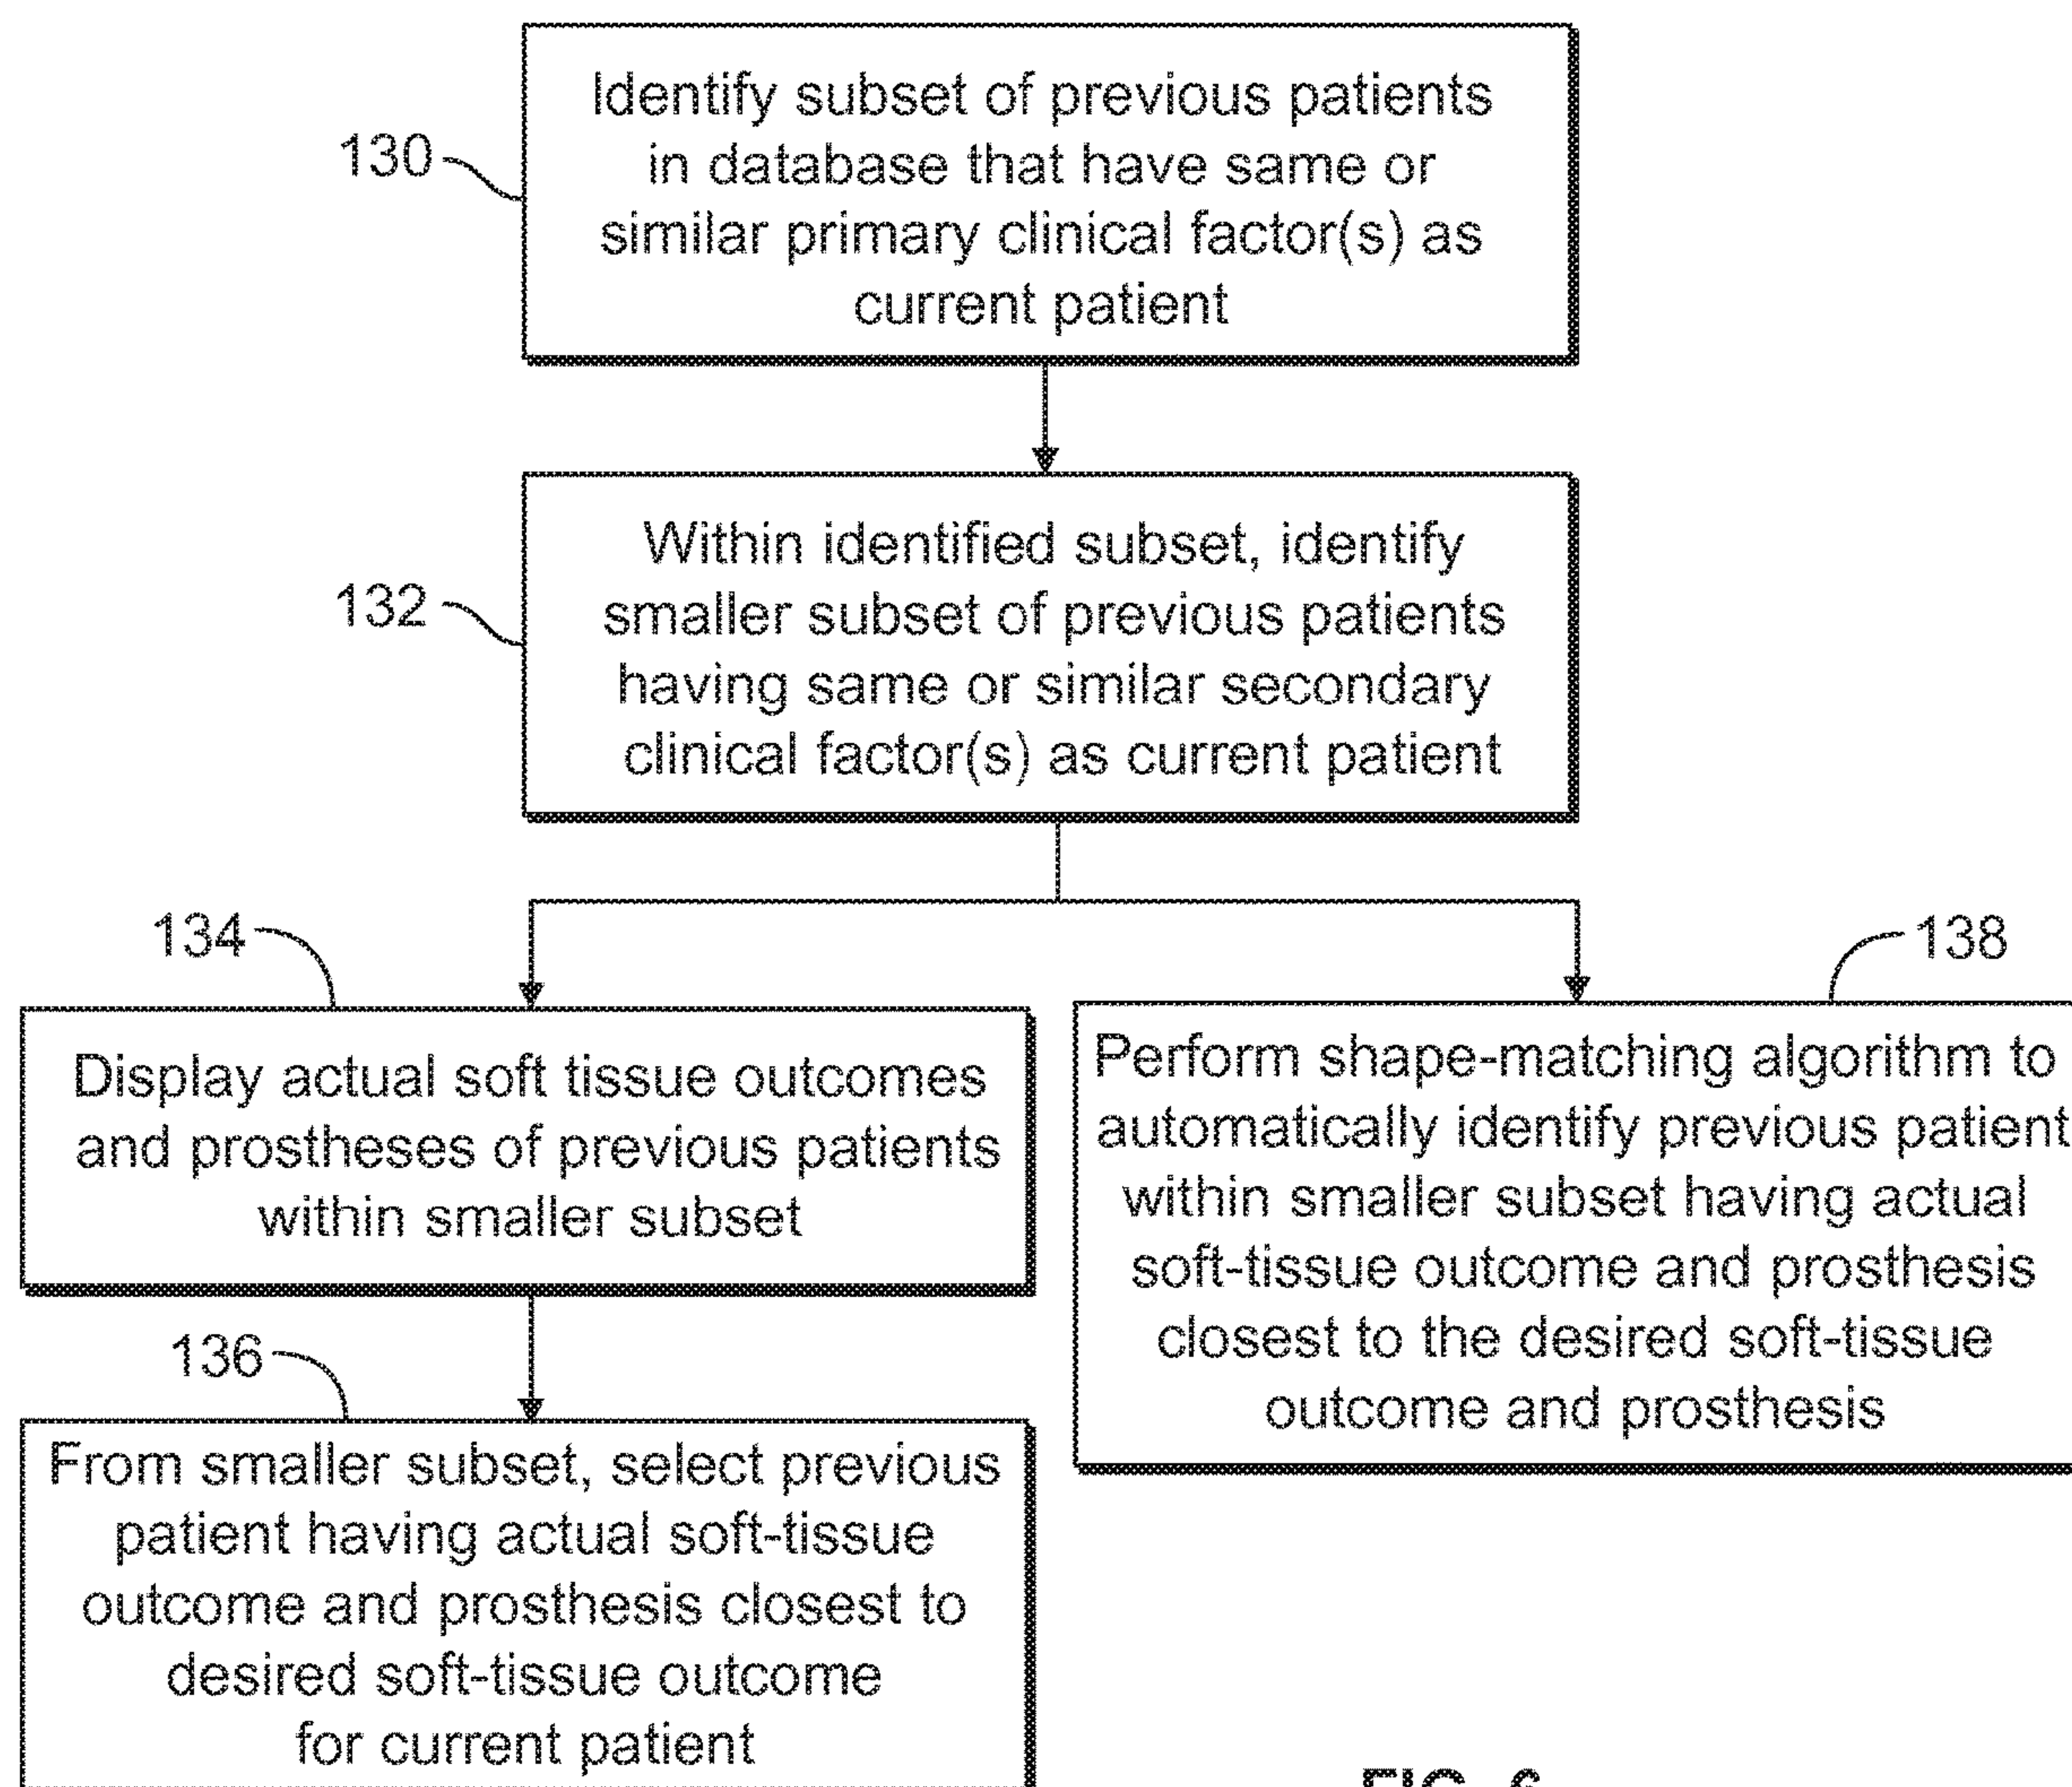 130
Identify subset of previous patients
in database that have same or
similar primary clinical factor(s) as
current patient
132
Within identified subset, identify
smaller subset of previous patients
having same or similar secondary
clinical factor(s) as current patient
134
Display actual soft tissue outcomes
and prostheses of previous patients
within smaller subset
138
Perform shape-matching algorithm to
automatically identify previous patient
within smaller subset having actual
soft-tissue outcome and prosthesis
closest to the desired soft-tissue
outcome and prosthesis
136
From smaller subset, select previous
patient having actual soft-tissue
outcome and prosthesis closest to
desired soft-tissue outcome
for current patient
FIG. 6